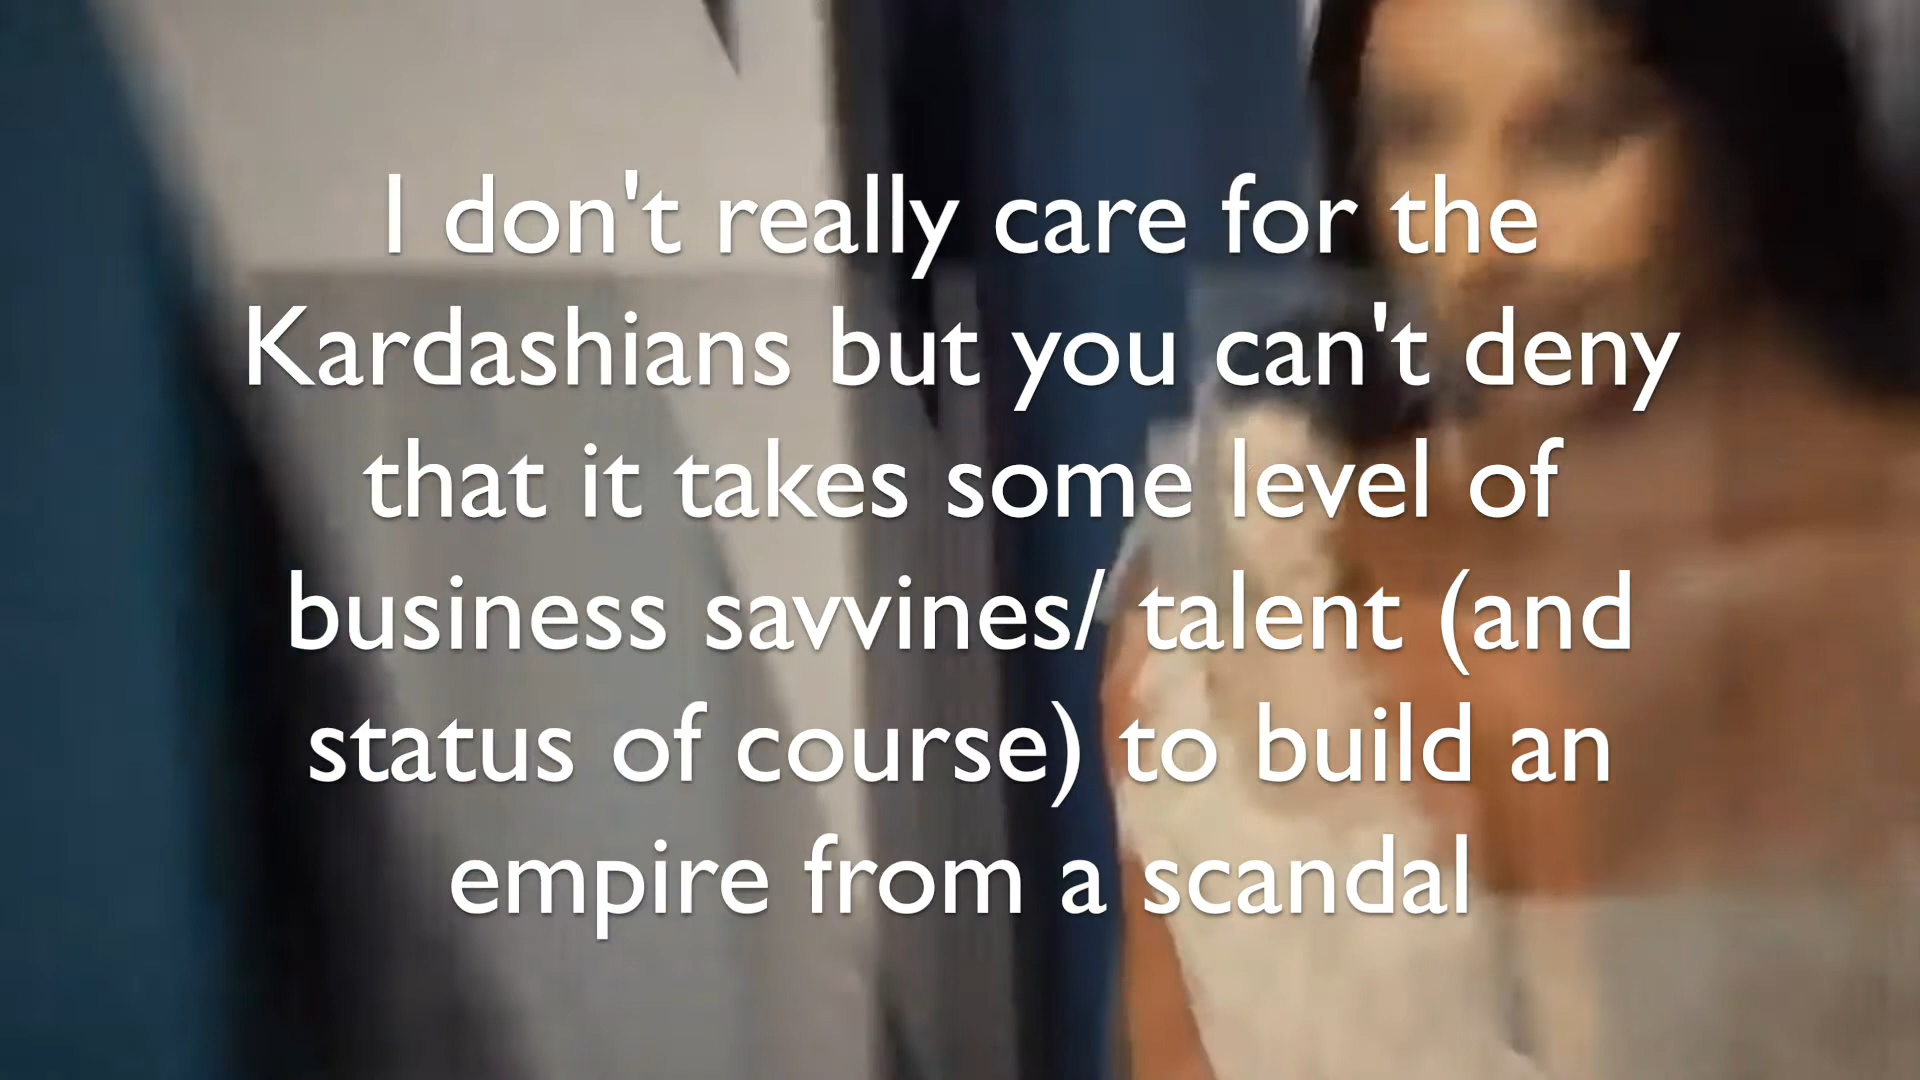 I don't really care for the
Kardashians but you can't deny
that it takes some level of
business savvines/ talent (and
status of course) to build an
empire from a scandal